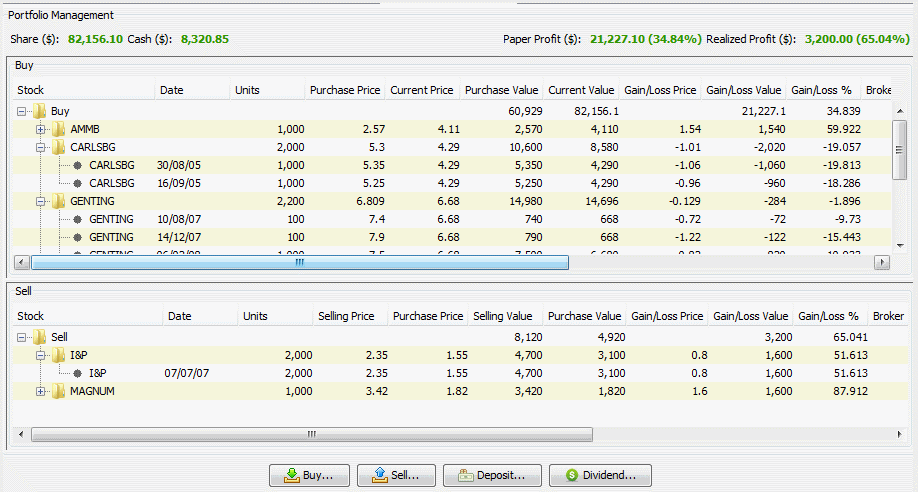 Portfolio Management
Share ($): 82,156.10 Cash ($): 8,320.85 Paper Profit ($): 21,227.10 (34.84%) Realized Profit ($): 3,200.00 (65.04%)
Buy
Stock Date Units Purchase Price Current Price Purchase Value Current Value Gain/Loss Price Gain/Loss Value Gain/Loss % Broke
Buy 60,929 82,156.1 21,227.1 34.839
AMMB 1,000 2.57 4.11 2,570 4,110 1.54 1,540 59.922
CARLSBG 2,000 5.3 4.29 10,600 8,580 -1.01 -2,020 -19.057
CARLSBG 30/08/05 1,000 5.35 4.29 5,350 4,290 -1.06 -1,060 -19.813
CARLSBG 16/09/05 1,000 5.25 4.29 5,250 4,290 -0.96 -960 -18.286
GENTING 2,200 6.809 6.68 14,980 14,696 -0.129 -284 -1.896
GENTING 10/08/07 100 7.4 6.68 740 668 -0.72 -72 -9.73
GENTING 14/12/07 100 7.9 6.68 790 668 -1.22 -122 -15.443
GENTING
Sell
Stock Date Units Selling Price Purchase Price Selling Value Purchase Value Gain/Loss Price Gain/Loss Value Gain/Loss % Broker
Sell 8,120 4,920 3,200 65.041
I&P 2,000 2.35 1.55 4,700 3,100 0.8 1,600 51.613
I&P 07/07/07 2,000 2.35 1.55 4,700 3,100 0.8 1,600 51.613
MAGNUM 1,000 3.42 1.82 3,420 1,820 1.6 1,600 87.912
Buy... Sell... Deposit... Dividend...